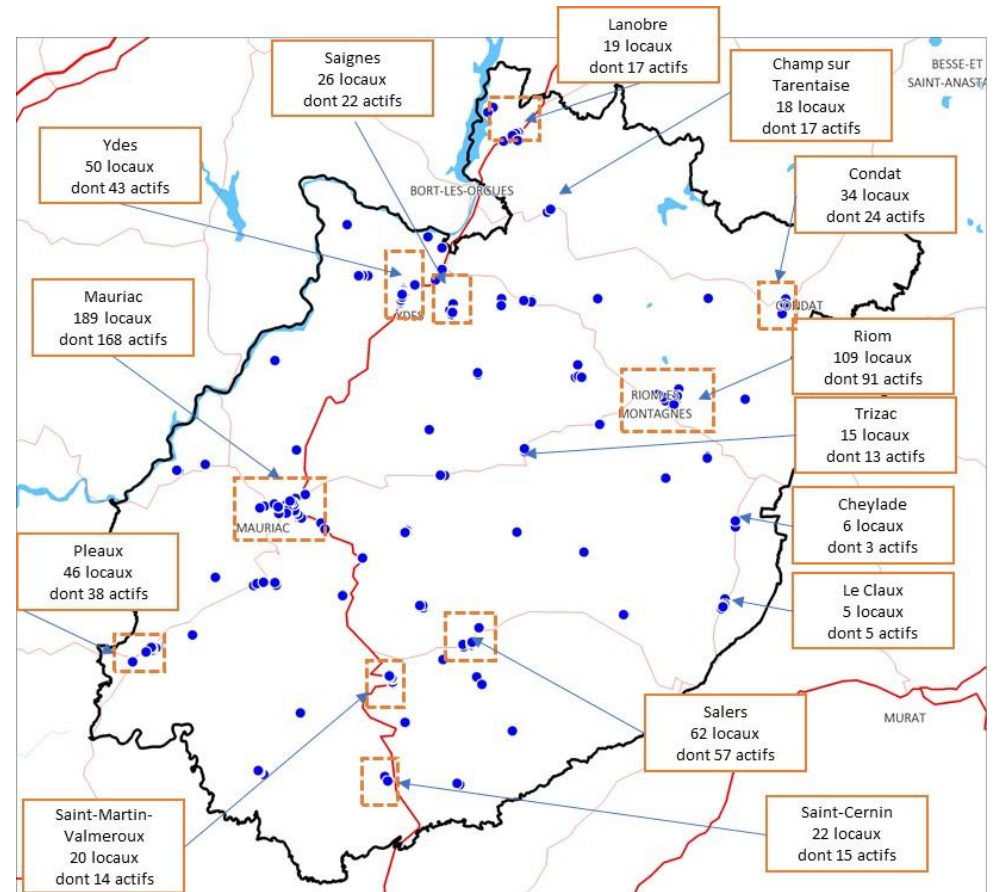 Lanobre
19 locaux
dont 17 actifs
Saignes
26 locaux
dont 22 actifs
Champ sur
Tarentaise
18 locaux
dont 17 actifs
BESSE-ET
SAINT-ANASTA
Ydes
50 locaux
dont 43 actifs
BORT-LES-ORGUES
Condat
34 locaux
dont 24 actifs
Mauriac
189 locaux
dont 168 actifs
YDES
CONDAT
Riom
109 locaux
dont 91 actifs
RIOM-ES
MONTAGNES
Trizac
15 locaux
dont 13 actifs
MAURIAC
Cheylade
6 locaux
dont 3 actifs
Pleaux
46 locaux
dont 38 actifs
Le Claux
5 locaux
dont 5 actifs
Salers
62 locaux
dont 57 actifs
MURAT
Saint-Martin-
Valmeroux
20 locaux
dont 14 actifs
Saint-Cernin
22 locaux
dont 15 actifs